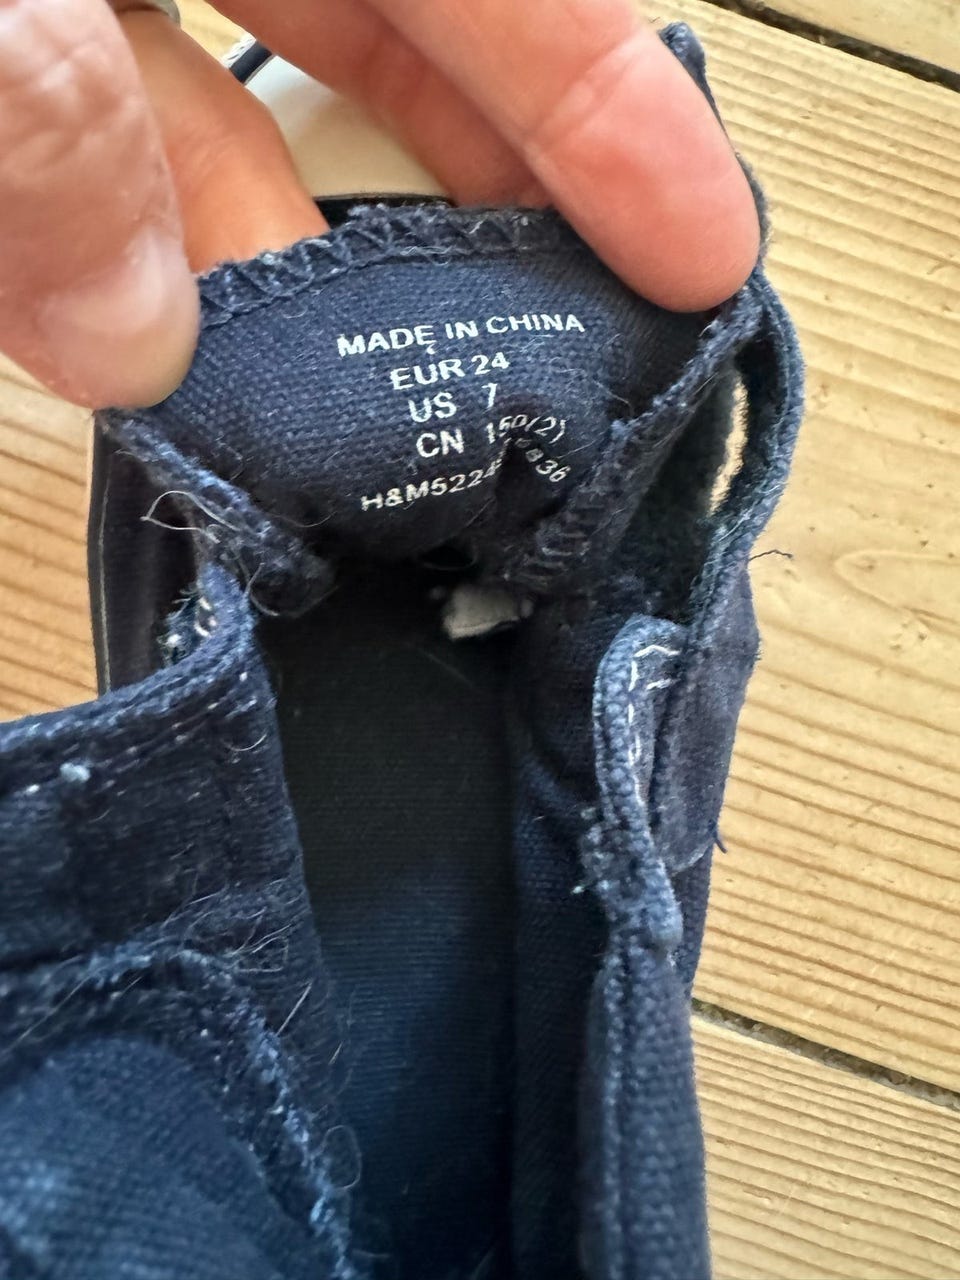 MADE IN CHINA
EUR 24
US 7
CN 150(2)